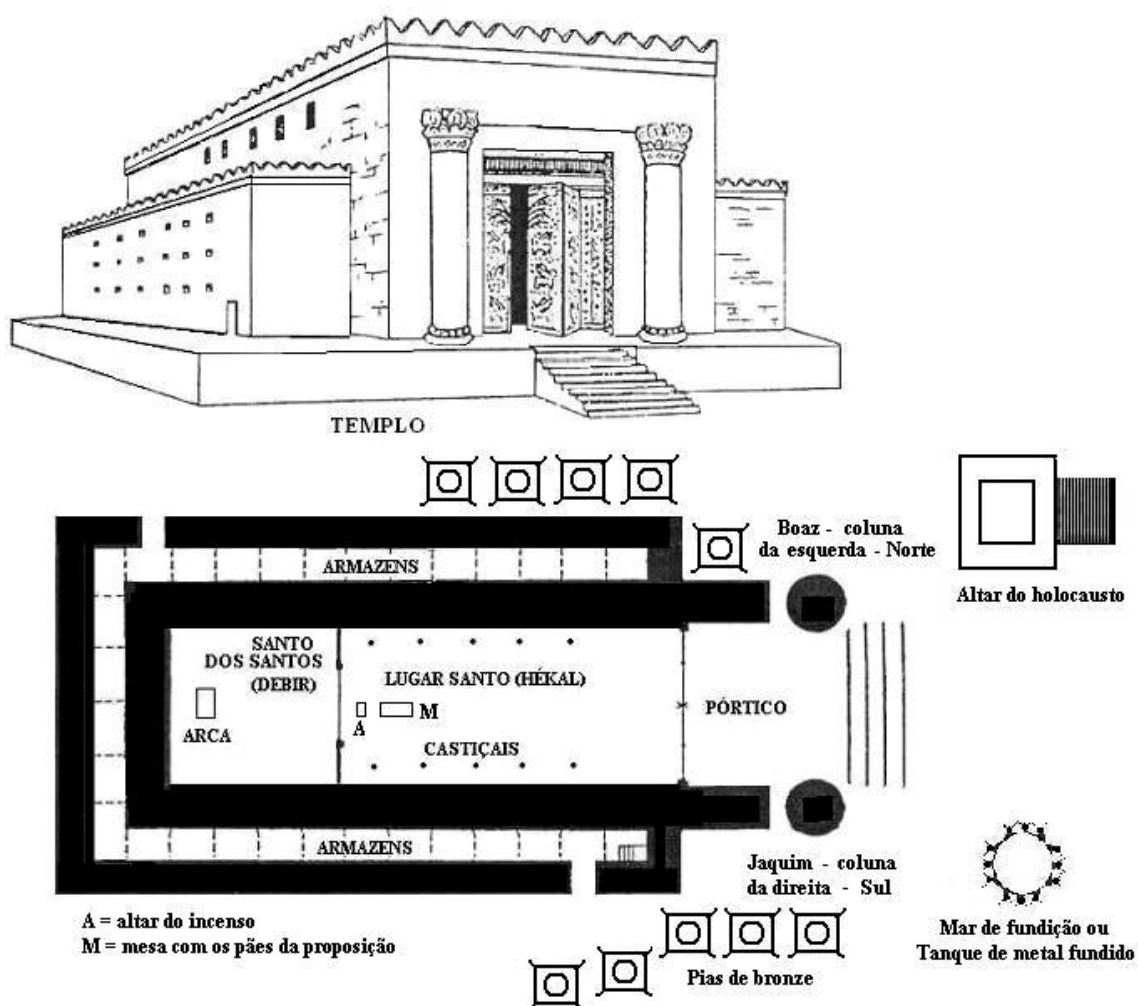 TEMPLO
Boaz - coluna
da esquerda - Norte
Altar do holocausto
ARMAZENS
SANTO
DOS SANTOS
(DEBIR)
LUGAR SANTO (HÉKAL)
ARCA
A
M
PÓRTICO
CASTIÇAIS
ARMAZENS
Jaquim - coluna
da direita - Sul
A = altar do incenso
M = mesa com os pães da proposição
Pias de bronze
Mar de fundição ou
Tanque de metal fundido